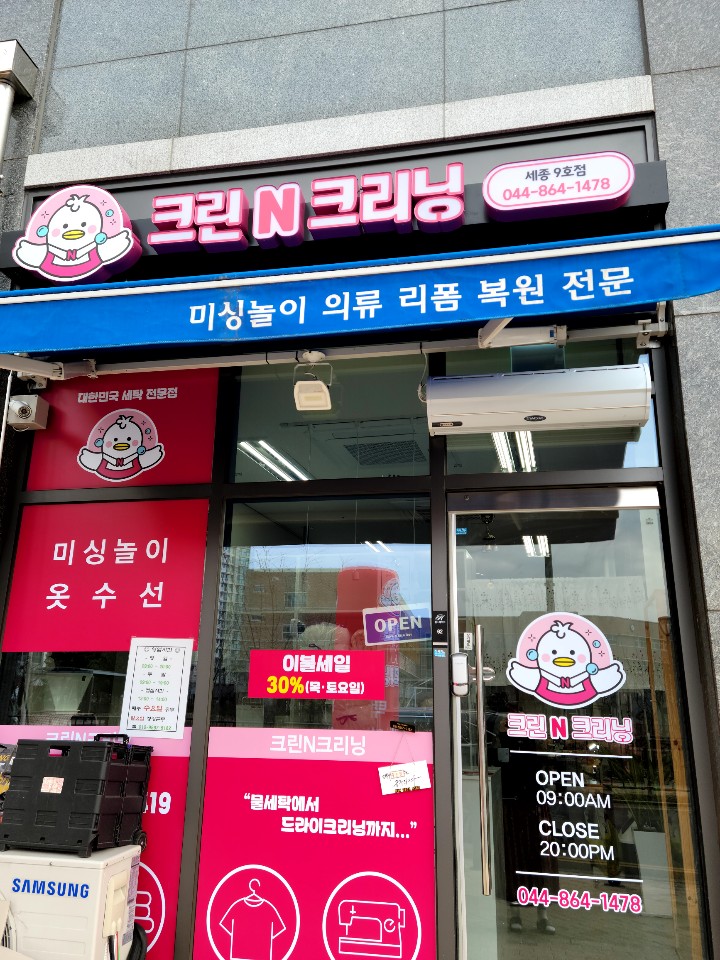 크린 N 크리닝
세종 9호점
044-864-1478
미싱놀이 의류 리폼 복원 전문
대한민국 세탁 전문점
N
미싱놀이
옷 수 선
OPEN
이불세일
30%(목·토요일)
크린N크리닝
"물세탁에서
드라이크리닝까지..."
SAMSUNG
N
크린 N 크리닝
OPEN
09:00AM
CLOSE
20:00PM
044-864-1478